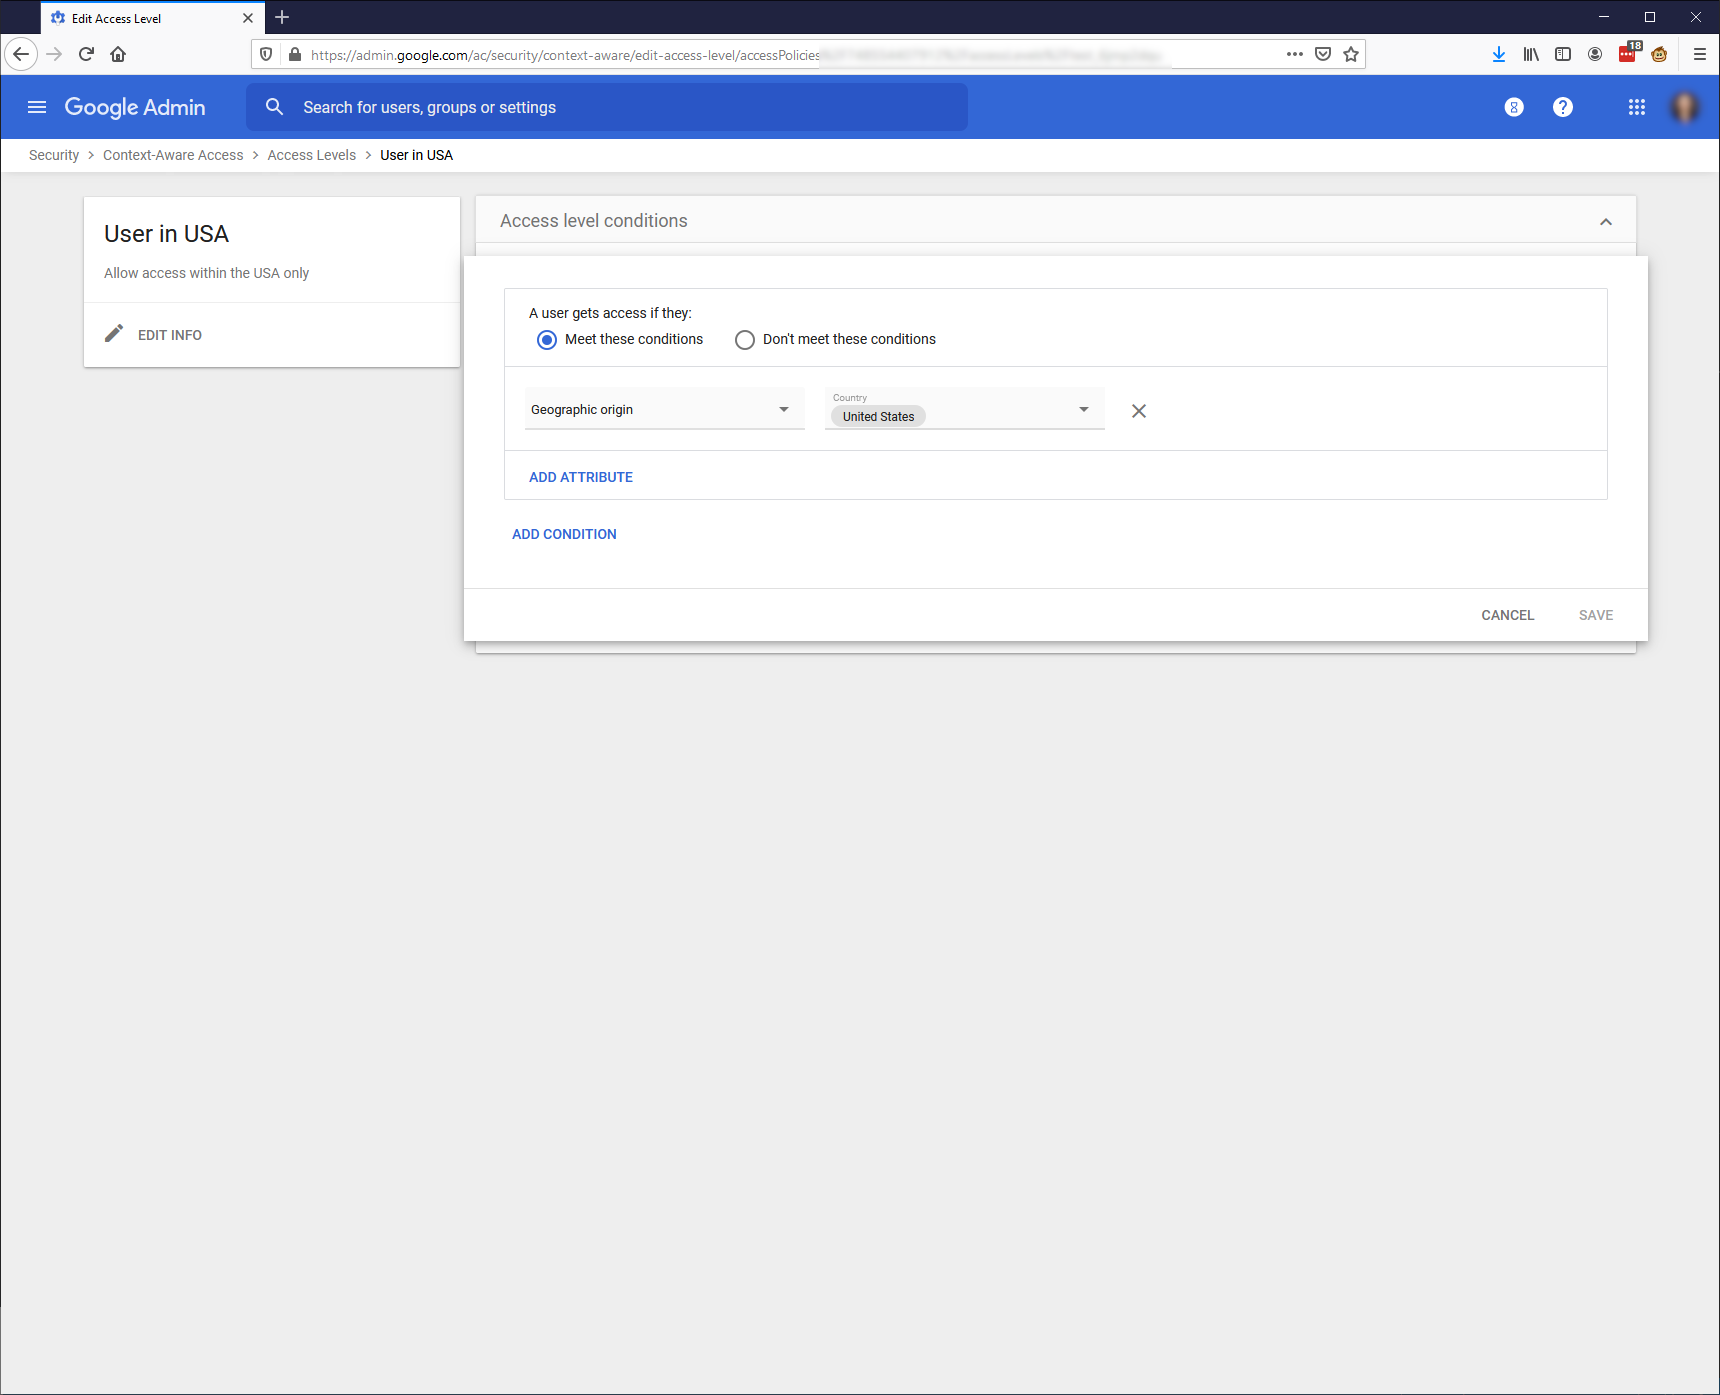 Edit Access Level
https://admin.google.com/ac/security/context-aware/edit-access-level/accessPolicies
18
Google Admin
Search for users, groups or settings
Security > Context-Aware Access > Access Levels > User in USA
User in USA
Allow access within the USA only
EDIT INFO
Access level conditions
A user gets access if they:
Meet these conditions
Don't meet these conditions
Geographic origin
Country
United States
ADD ATTRIBUTE
ADD CONDITION
CANCEL
SAVE